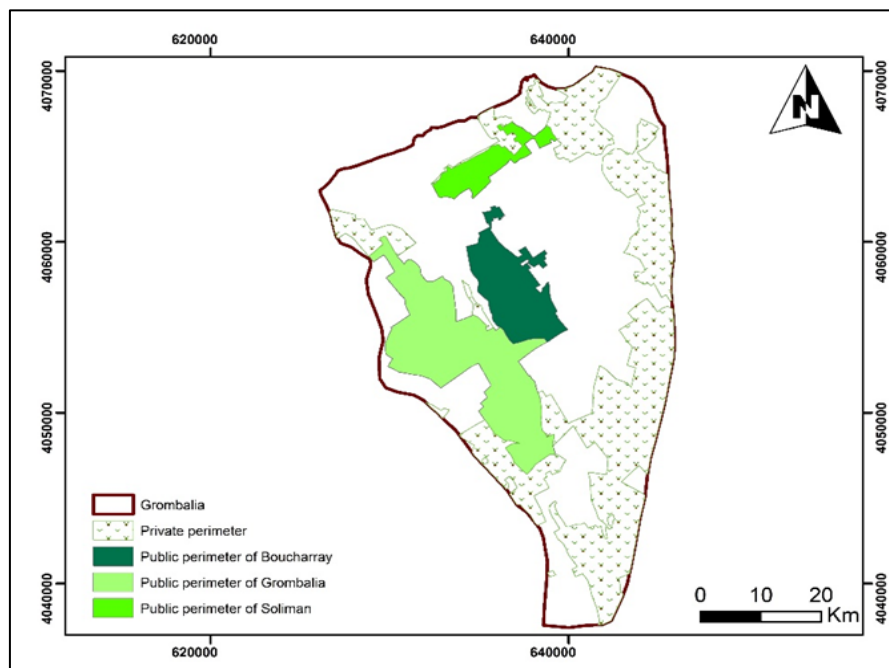 620000 640000
4070000 4070000
N
4060000 4060000
4050000 4050000
Grombalia
Private perimeter
Public perimeter of Boucharray
Public perimeter of Grombalia
Public perimeter of Soliman
4040000 4040000
0 10 20
Km
620000 640000